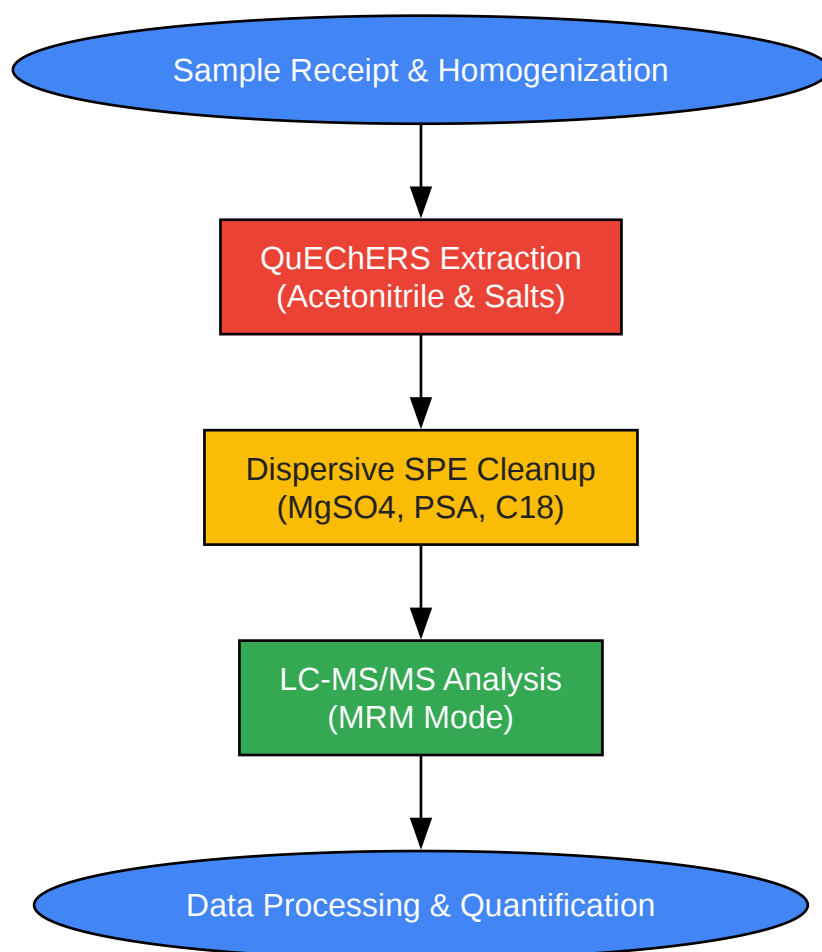 Sample Receipt & Homogenization
QuEChERS Extraction
(Acetonitrile & Salts)
Dispersive SPE Cleanup
(MgSO4, PSA, C18)
LC-MS/MS Analysis
(MRM Mode)
Data Processing & Quantification